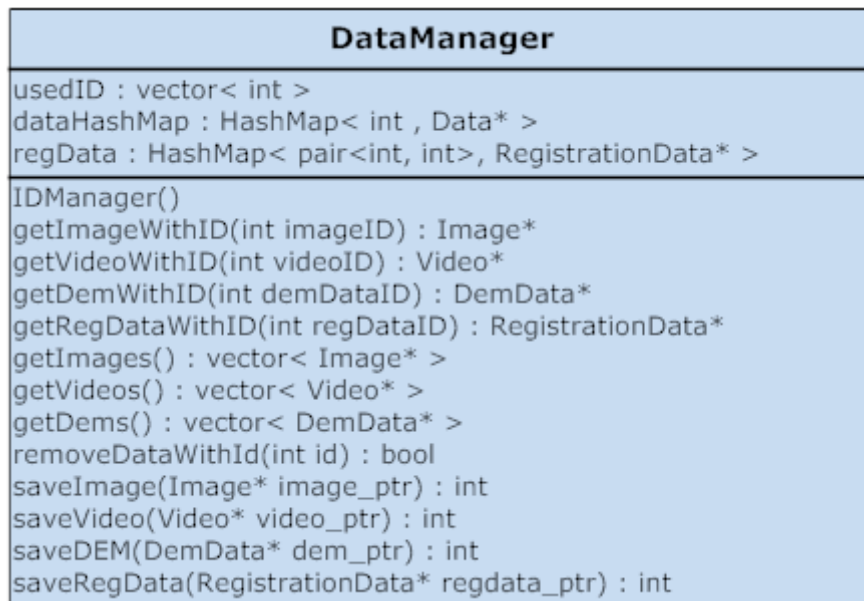 DataManager
usedID : vector< int >
dataHashMap : HashMap< int , Data* >
regData : HashMap< pair<int, int>, RegistrationData* >
IDManager()
getImageWithID(int imageID) : Image*
getVideoWithID(int videoID) : Video*
getDemWithID(int demDataID) : DemData*
getRegDataWithID(int regDataID) : RegistrationData*
getImages() : vector< Image* >
getVideos() : vector< Video* >
getDems() : vector< DemData* >
removeDataWithId(int id) : bool
saveImage(Image* image_ptr) : int
saveVideo(Video* video_ptr) : int
saveDEM(DemData* dem_ptr) : int
saveRegData(RegistrationData* regdata_ptr) : int